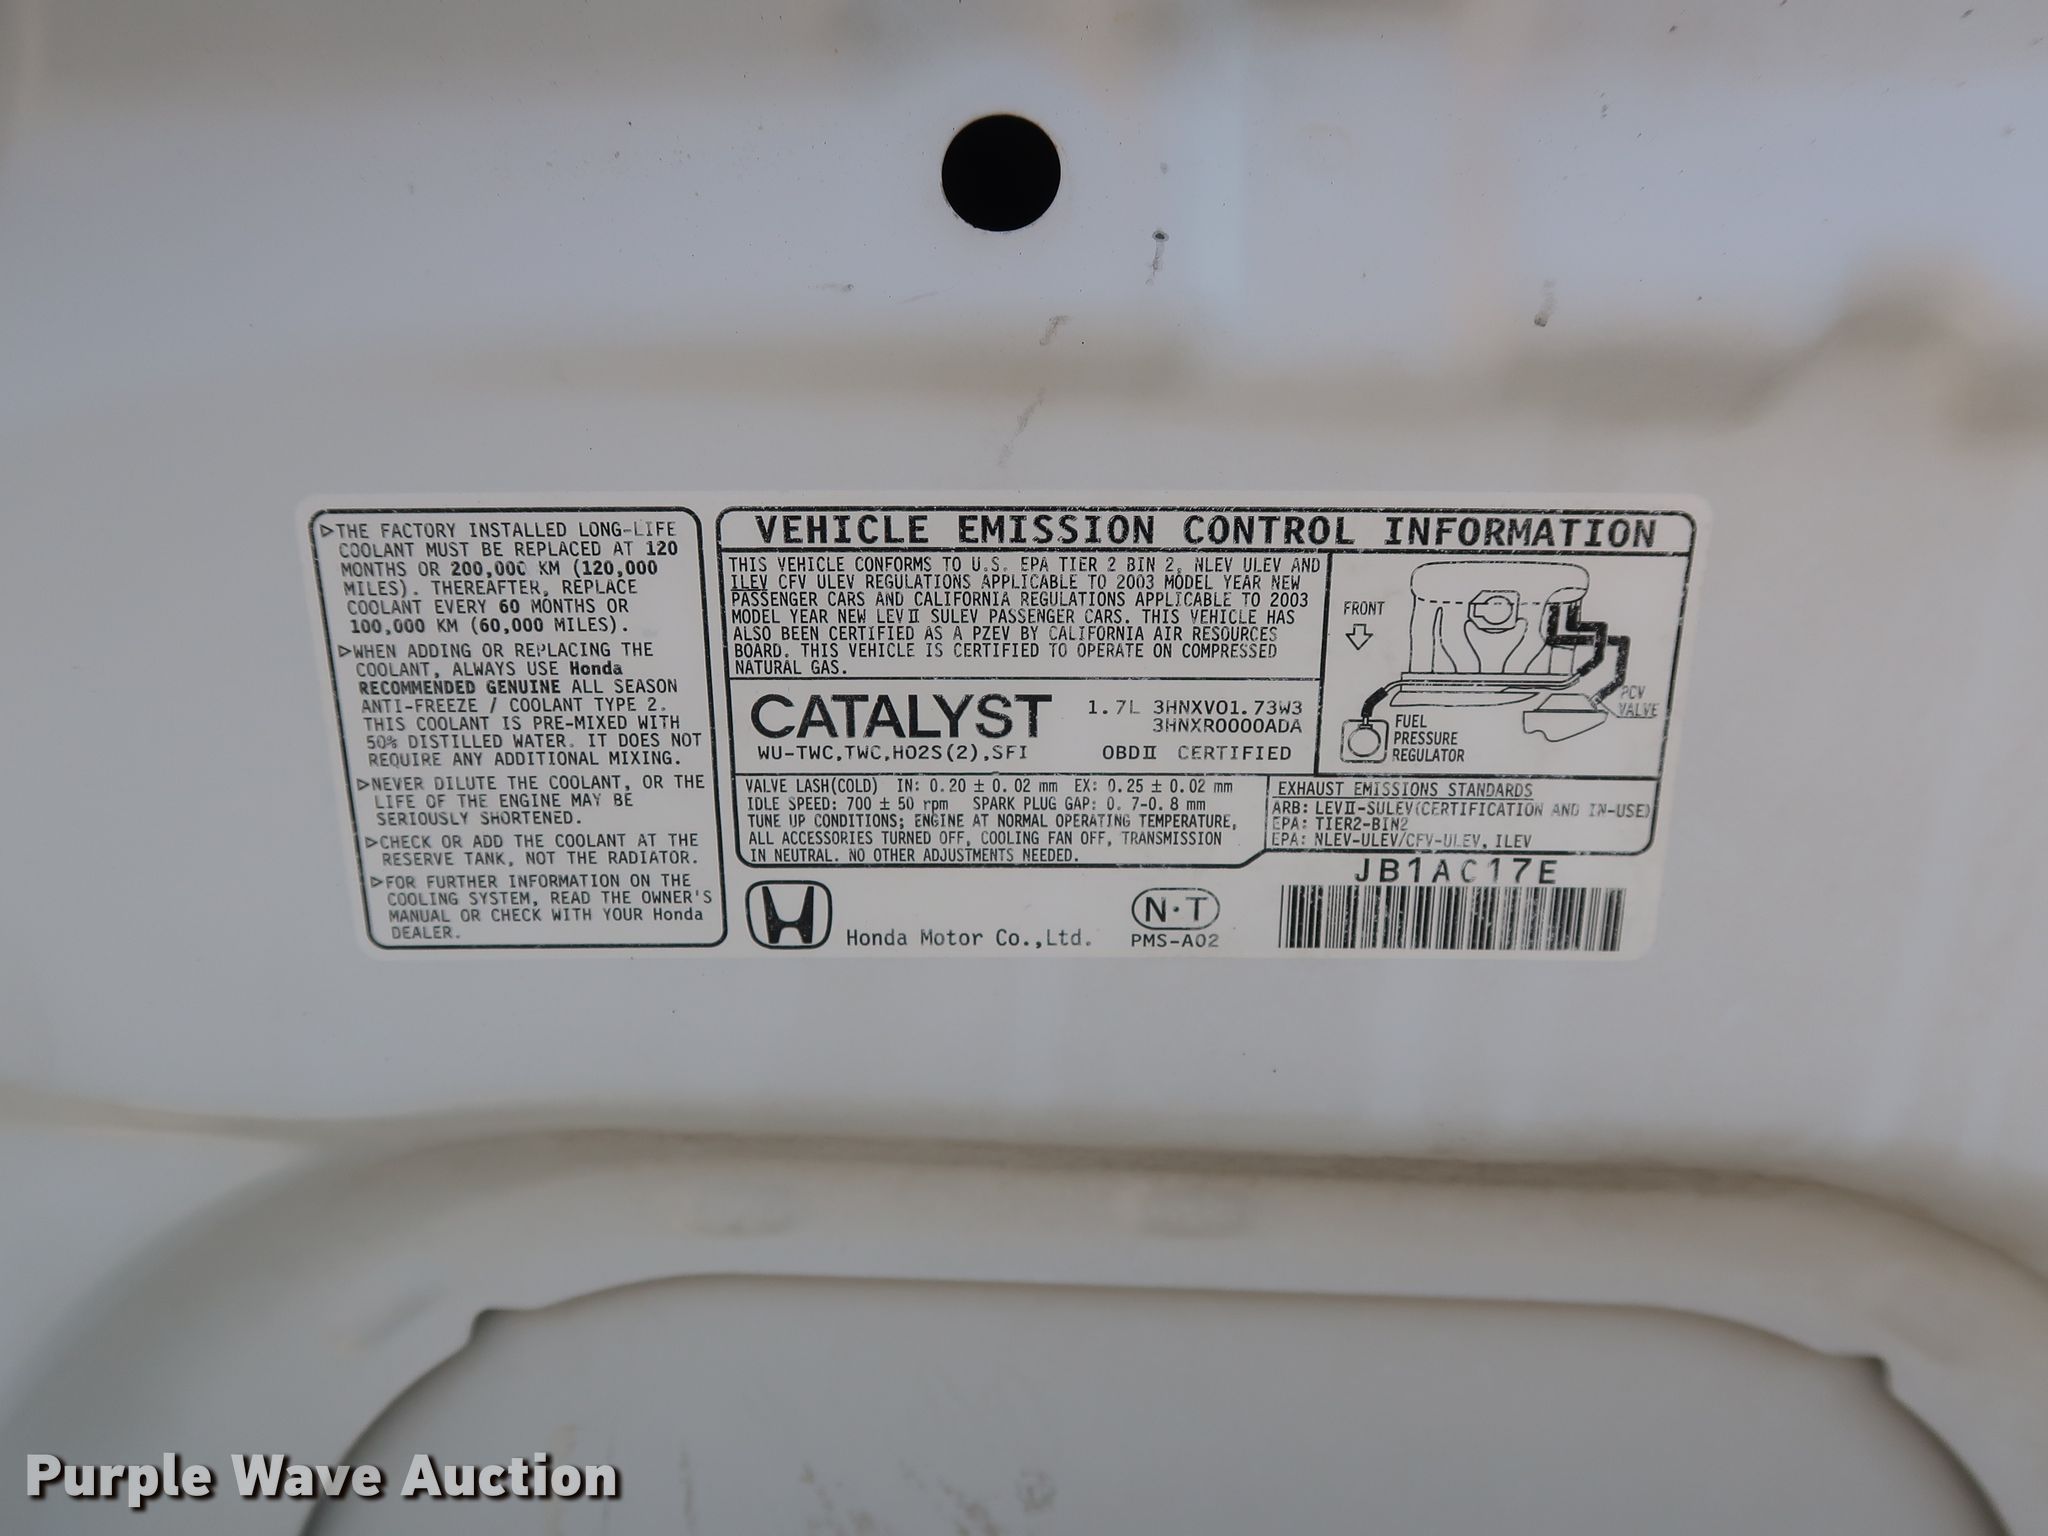 ▷THE FACTORY INSTALLED LONG-LIFE
COOLANT MUST BE REPLACED AT 120
MONTHS OR 200,000 KM (120,000
MILES). THEREAFTER, REPLACE
COOLANT EVERY 60 MONTHS OR
100,000 KM (60,000 MILES).
▷WHEN ADDING OR REPLACING THE
COOLANT, ALWAYS USE Honda
RECOMMENDED GENUINE ALL SEASON
ANTI-FREEZE / COOLANT TYPE 2.
THIS COOLANT IS PRE-MIXED WITH
50% DISTILLED WATER. IT DOES NOT
REQUIRE ANY ADDITIONAL MIXING.
▷NEVER DILUTE THE COOLANT, OR THE
LIFE OF THE ENGINE MAY BE
SERIOUSLY SHORTENED.
▷CHECK OR ADD THE COOLANT AT THE
RESERVE TANK, NOT THE RADIATOR.
▷FOR FURTHER INFORMATION ON THE
COOLING SYSTEM, READ THE OWNER'S
MANUAL OR CHECK WITH YOUR Honda
DEALER.
VEHICLE EMISSION CONTROL INFORMATION
THIS VEHICLE CONFORMS TO U.S. EPA TIER 2 BIN 2, NLEV ULEV AND
ILEV CFV ULEV REGULATIONS APPLICABLE TO 2003 MODEL YEAR NEW
PASSENGER CARS AND CALIFORNIA REGULATIONS APPLICABLE TO 2003
MODEL YEAR NEW LEVⅡ SULEV PASSENGER CARS. THIS VEHICLE HAS
ALSO BEEN CERTIFIED AS A PZEV BY CALIFORNIA AIR RESOURCES
BOARD. THIS VEHICLE IS CERTIFIED TO OPERATE ON COMPRESSED
NATURAL GAS.
CATALYST
WU-TWC,TWC,HO2S(2),SFI
1.7L 3HNXV01.73W3
3HNXR0000ADA
OBDⅡ CERTIFIED
FRONT
PCV
VALVE
FUEL
PRESSURE
REGULATOR
VALVE LASH(COLD) IN: 0.20 ± 0.02 mm EX: 0.25 ± 0.02 mm
IDLE SPEED: 700 ± 50 rpm SPARK PLUG GAP: 0.7-0.8 mm
TUNE UP CONDITIONS; ENGINE AT NORMAL OPERATING TEMPERATURE,
ALL ACCESSORIES TURNED OFF, COOLING FAN OFF, TRANSMISSION
IN NEUTRAL. NO OTHER ADJUSTMENTS NEEDED.
EXHAUST EMISSIONS STANDARDS
ARB: LEVⅡ-SULEV(CERTIFICATION AND IN-USE)
EPA: TIER2-BIN2
EPA: NLEV-ULEV/CFV-ULEV, ILEV
JB1AC17E
Honda Motor Co.,Ltd.
N·T
PMS-A02
Purple Wave Auction